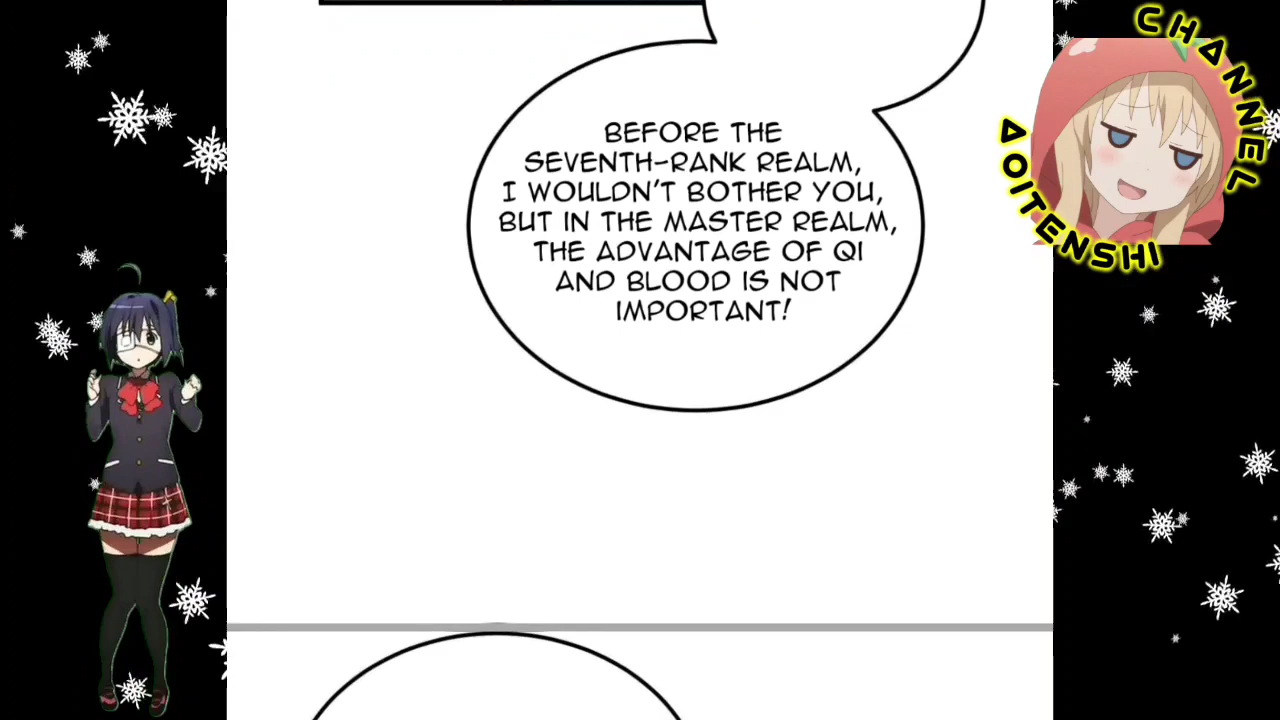 BEFORE THE
SEVENTH-RANK REALM,
I WOULDN'T BOTHER YOU,
BUT IN THE MASTER REALM,
THE ADVANTAGE OF QI
AND BLOOD IS NOT
IMPORTANT!
CHANNEL
AOITENSHI